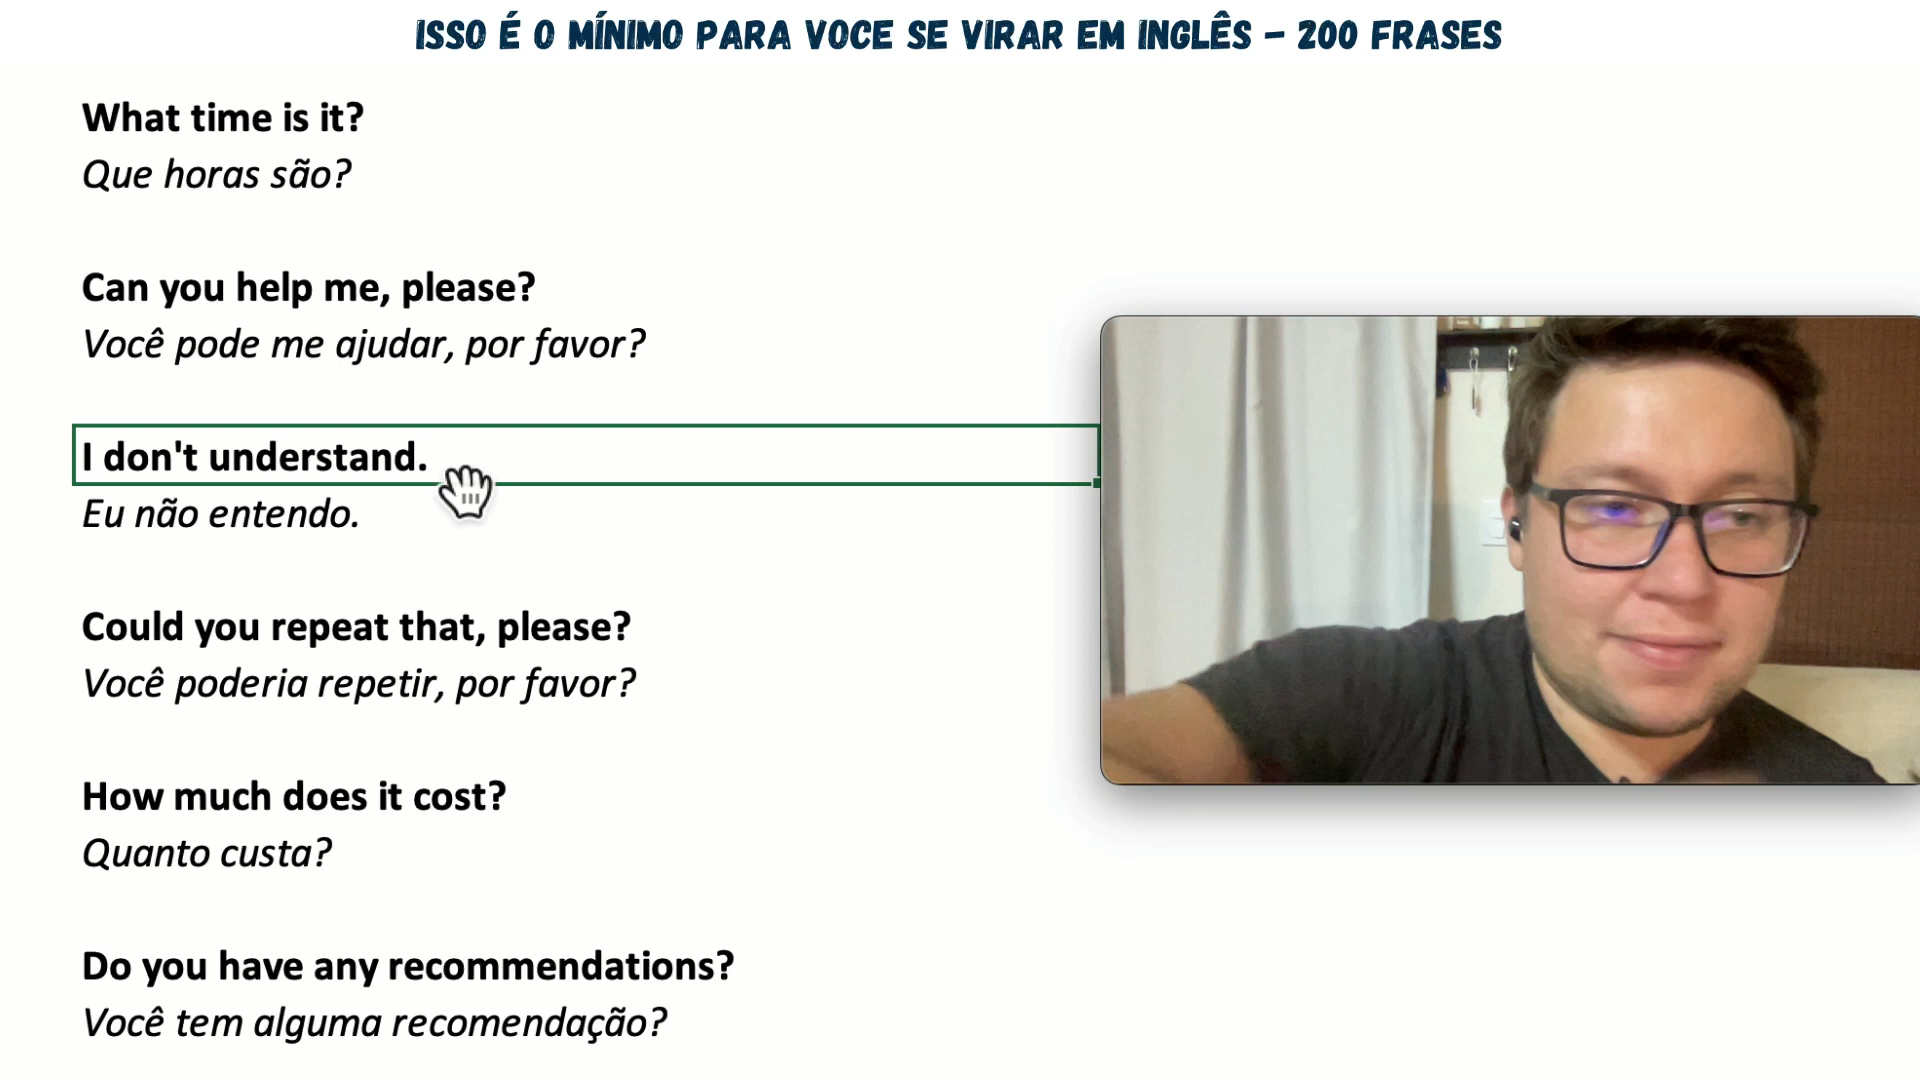 ISSO É O MÍNIMO PARA VOCE SE VIRAR EM INGLÊS – 200 FRASES
What time is it?
Que horas são?
Can you help me, please?
Você pode me ajudar, por favor?
I don't understand.
Eu não entendo.
Could you repeat that, please?
Você poderia repetir, por favor?
How much does it cost?
Quanto custa?
Do you have any recommendations?
Você tem alguma recomendação?